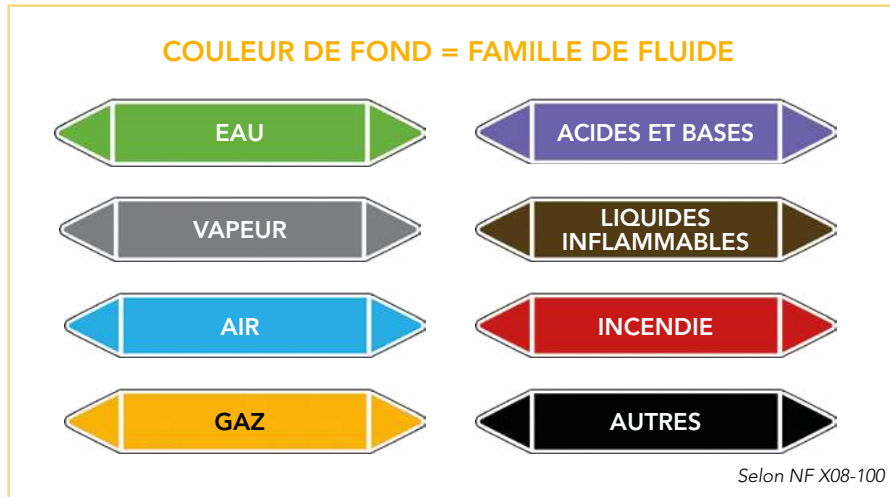 COULEUR DE FOND = FAMILLE DE FLUIDE
EAU
VAPEUR
AIR
GAZ
ACIDES ET BASES
LIQUIDES
INFLAMMABLES
INCENDIE
AUTRES
Selon NF X08-100